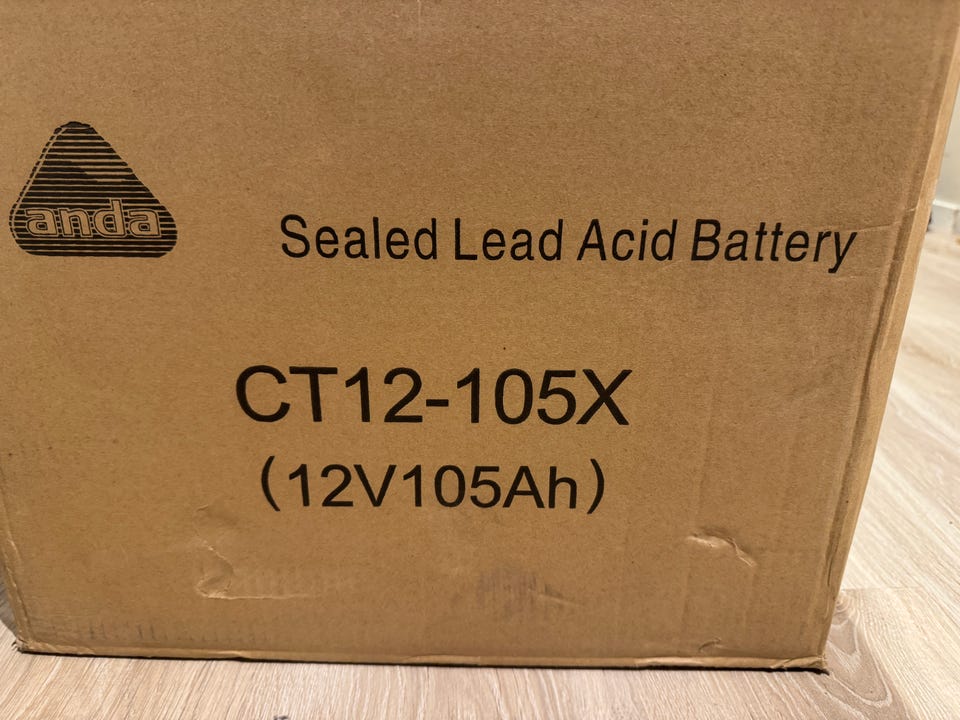 anda
Sealed Lead Acid Battery
CT12-105X
(12V105Ah)